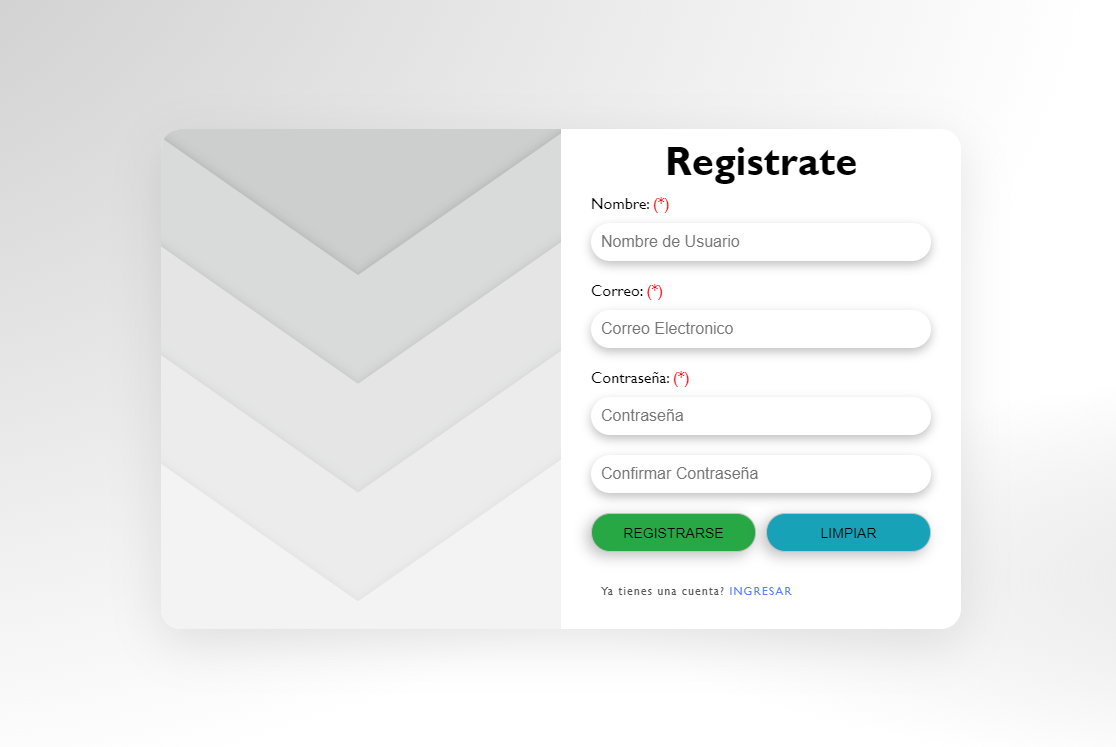 Registrate
Nombre: (*)
Nombre de Usuario
Correo: (*)
Correo Electronico
Contraseña: (*)
Contraseña
Confirmar Contraseña
REGISTRARSE LIMPIAR
Ya tienes una cuenta? INGRESAR